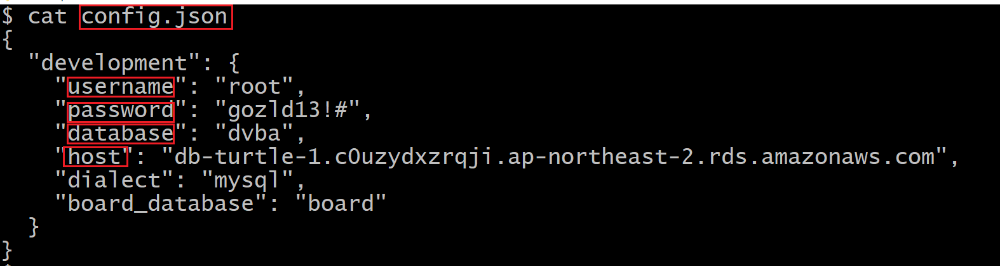 $ cat config.json
{
  "development": {
    "username": "root",
    "password": "gozld13!#",
    "database": "dvba",
    "host": "db-turtle-1.c0uzydxzrqji.ap-northeast-2.rds.amazonaws.com",
    "dialect": "mysql",
    "board_database": "board"
  }
}